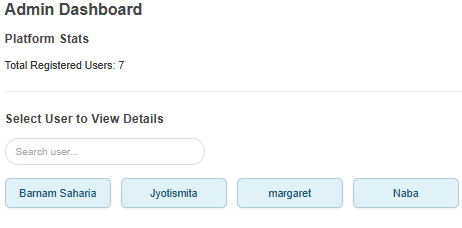 Admin Dashboard
Platform Stats
Total Registered Users: 7
Select User to View Details
Search user...
Barnam Saharia Jyotismita margaret Naba